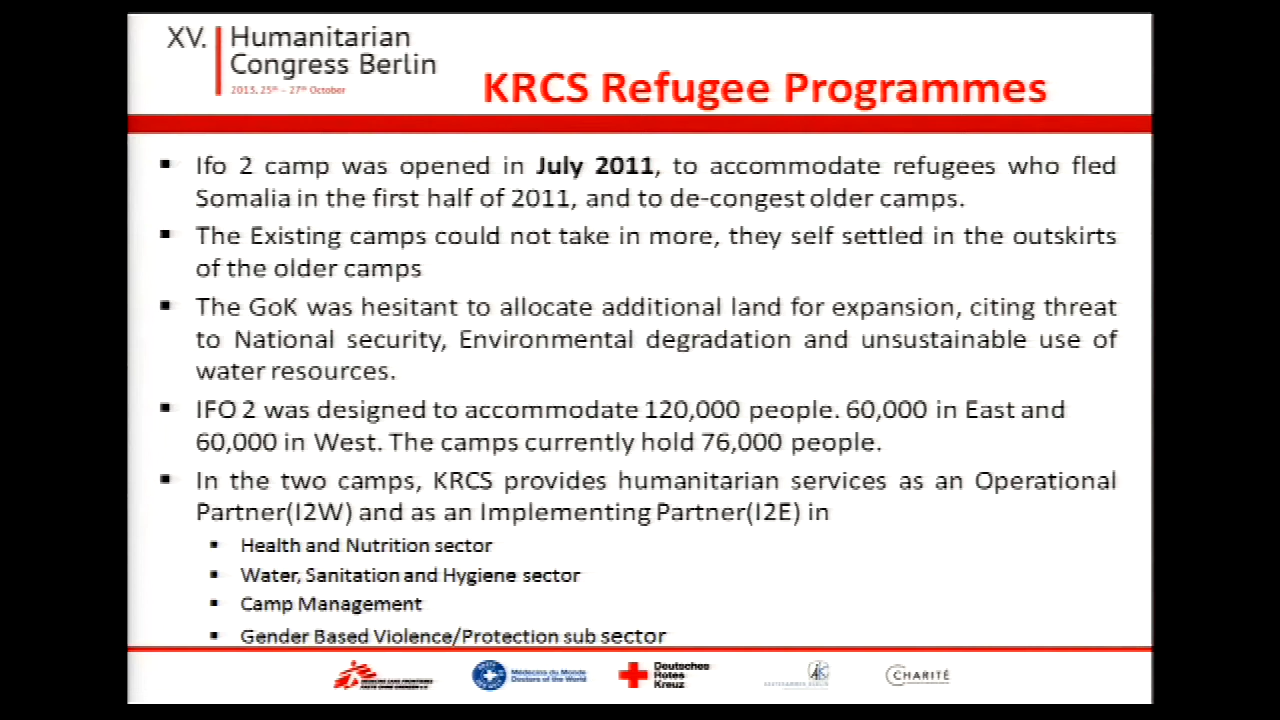 XV.
Humanitarian
Congress Berlin
2013, 25th – 27th October
KRCS Refugee Programmes
▪ Ifo 2 camp was opened in July 2011, to accommodate refugees who fled
Somalia in the first half of 2011, and to de-congest older camps.
▪ The Existing camps could not take in more, they self settled in the outskirts
of the older camps
▪ The GoK was hesitant to allocate additional land for expansion, citing threat
to National security, Environmental degradation and unsustainable use of
water resources.
▪ IFO 2 was designed to accommodate 120,000 people. 60,000 in East and
60,000 in West. The camps currently hold 76,000 people.
▪ In the two camps, KRCS provides humanitarian services as an Operational
Partner(I2W) and as an Implementing Partner(I2E) in
▪ Health and Nutrition sector
▪ Water, Sanitation and Hygiene sector
▪ Camp Management
▪ Gender Based Violence/Protection sub sector
MEDECINS SANS FRONTIERES
Médecins du Monde
Doctors of the World
Deutsches
Rotes
Kreuz
CHARITÉ